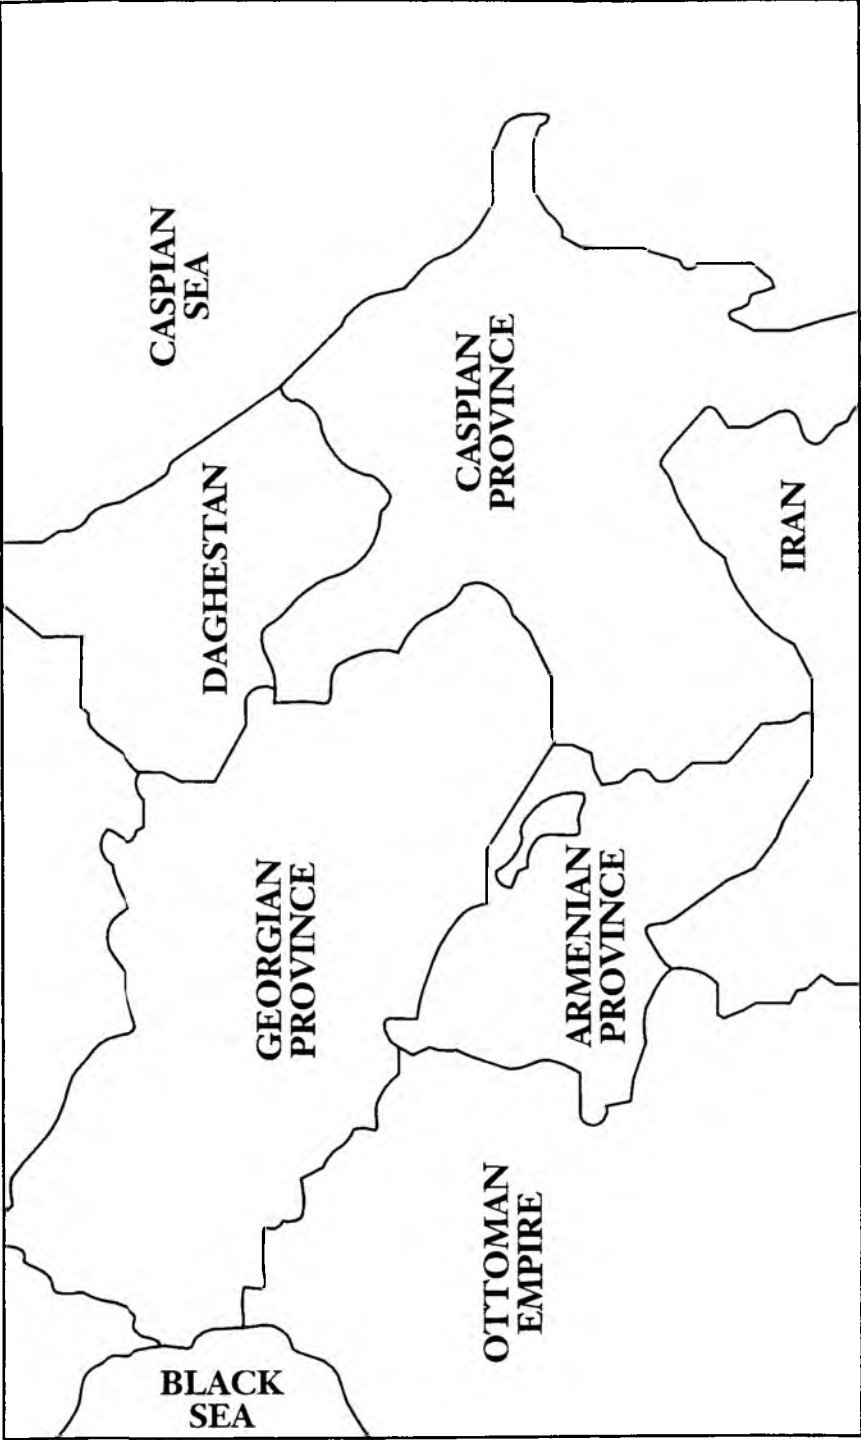 CASPIAN
SEA
DAGHESTAN
CASPIAN
PROVINCE
IRAN
GEORGIAN
PROVINCE
ARMENIAN
PROVINCE
OTTOMAN
EMPIRE
BLACK
SEA